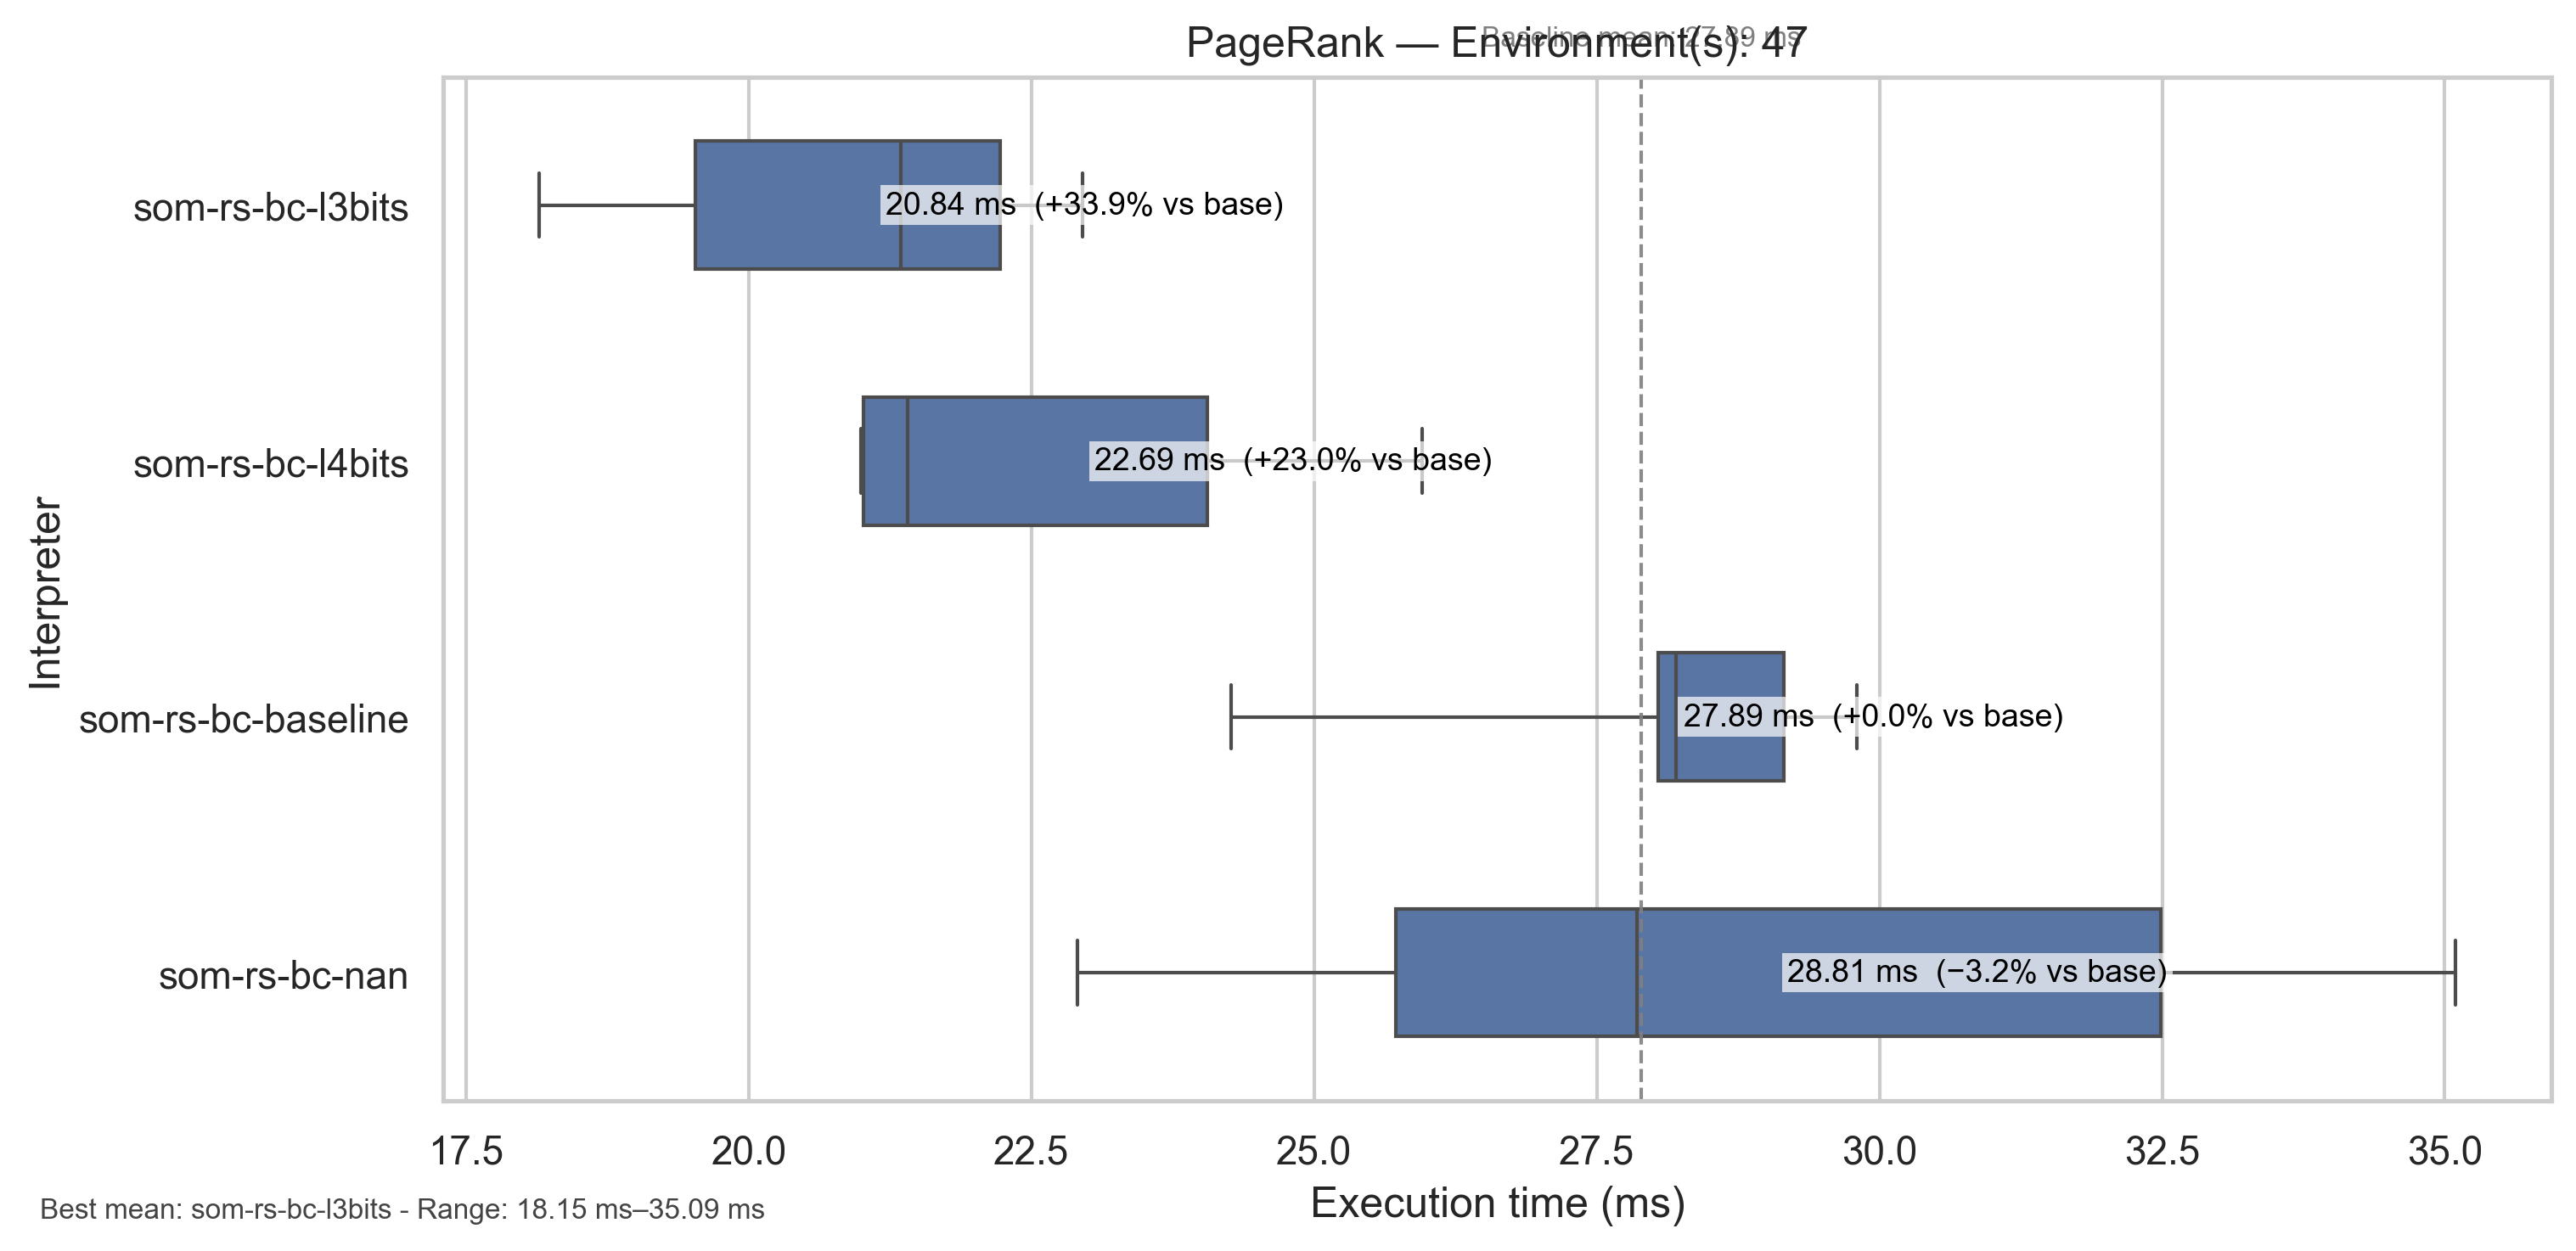 PageRank — Environment(s): 47
Baseline mean: 27.89 ms
som-rs-bc-l3bits
20.84 ms (+33.9% vs base)
som-rs-bc-l4bits
22.69 ms (+23.0% vs base)
Interpreter
som-rs-bc-baseline
27.89 ms (+0.0% vs base)
som-rs-bc-nan
28.81 ms (−3.2% vs base)
17.5 20.0 22.5 25.0 27.5 30.0 32.5 35.0
Execution time (ms)
Best mean: som-rs-bc-l3bits - Range: 18.15 ms–35.09 ms